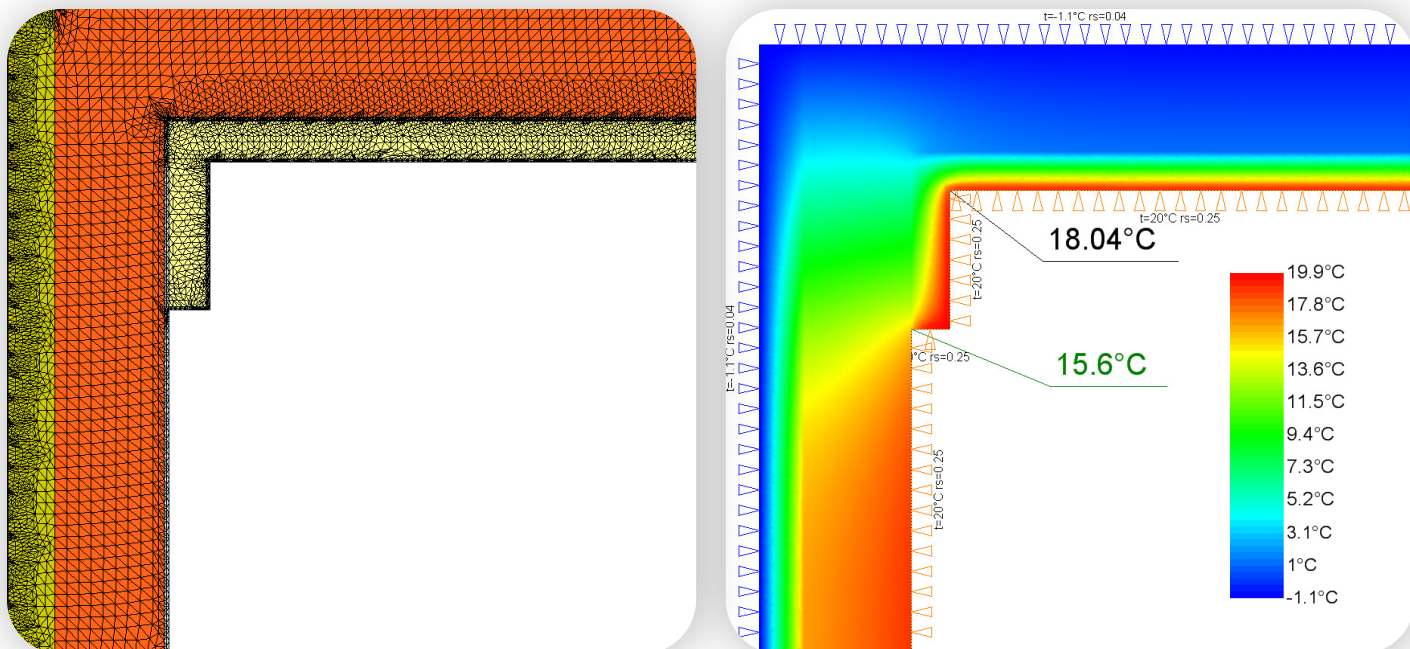 t=-1.1°C rs=0.04
t=20°C rs=0.25
18.04°C
t=20°C rs=0.25
t=-1.1°C rs=0.04
°C rs=0.25
15.6°C
t=20°C rs=0.25
19.9°C
17.8°C
15.7°C
13.6°C
11.5°C
9.4°C
7.3°C
5.2°C
3.1°C
1°C
-1.1°C